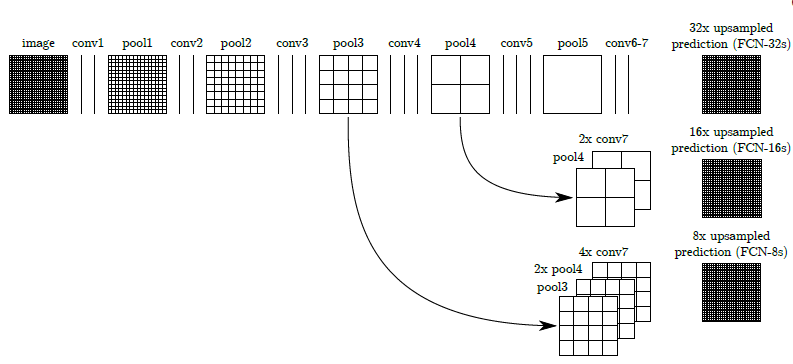 image conv1 pool1 conv2 pool2 conv3 pool3 conv4 pool4 conv5 pool5 conv6-7
32x upsampled
prediction (FCN-32s)
2x conv7
pool4
16x upsampled
prediction (FCN-16s)
4x conv7
2x pool4
pool3
8x upsampled
prediction (FCN-8s)